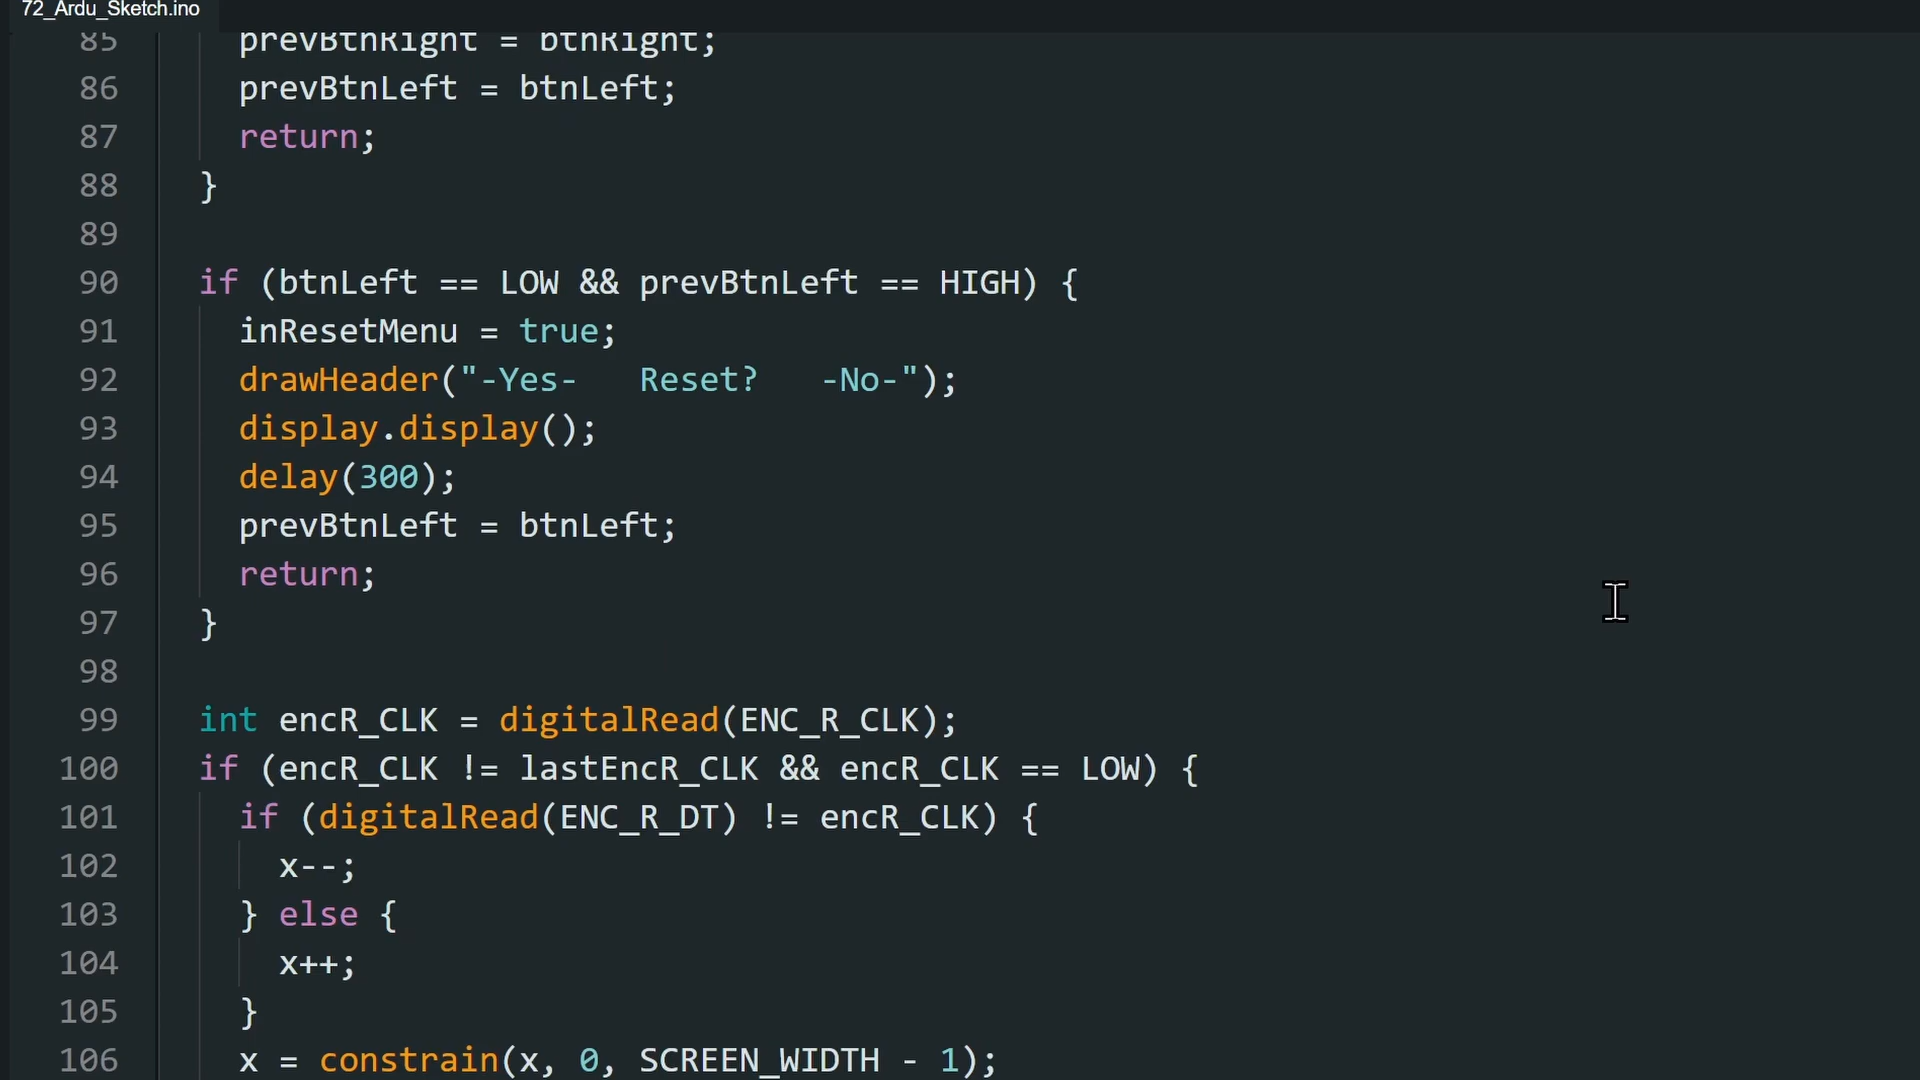 72_Ardu_Sketch.ino
85 prevBtnRight = btnRight;
86 prevBtnLeft = btnLeft;
87 return;
88 }
89
90 if (btnLeft == LOW && prevBtnLeft == HIGH) {
91 inResetMenu = true;
92 drawHeader("-Yes-   Reset?   -No-");
93 display.display();
94 delay(300);
95 prevBtnLeft = btnLeft;
96 return;
97 }
98
99 int encR_CLK = digitalRead(ENC_R_CLK);
100 if (encR_CLK != lastEncR_CLK && encR_CLK == LOW) {
101 if (digitalRead(ENC_R_DT) != encR_CLK) {
102 x--;
103 } else {
104 x++;
105 }
106 x = constrain(x, 0, SCREEN_WIDTH - 1);